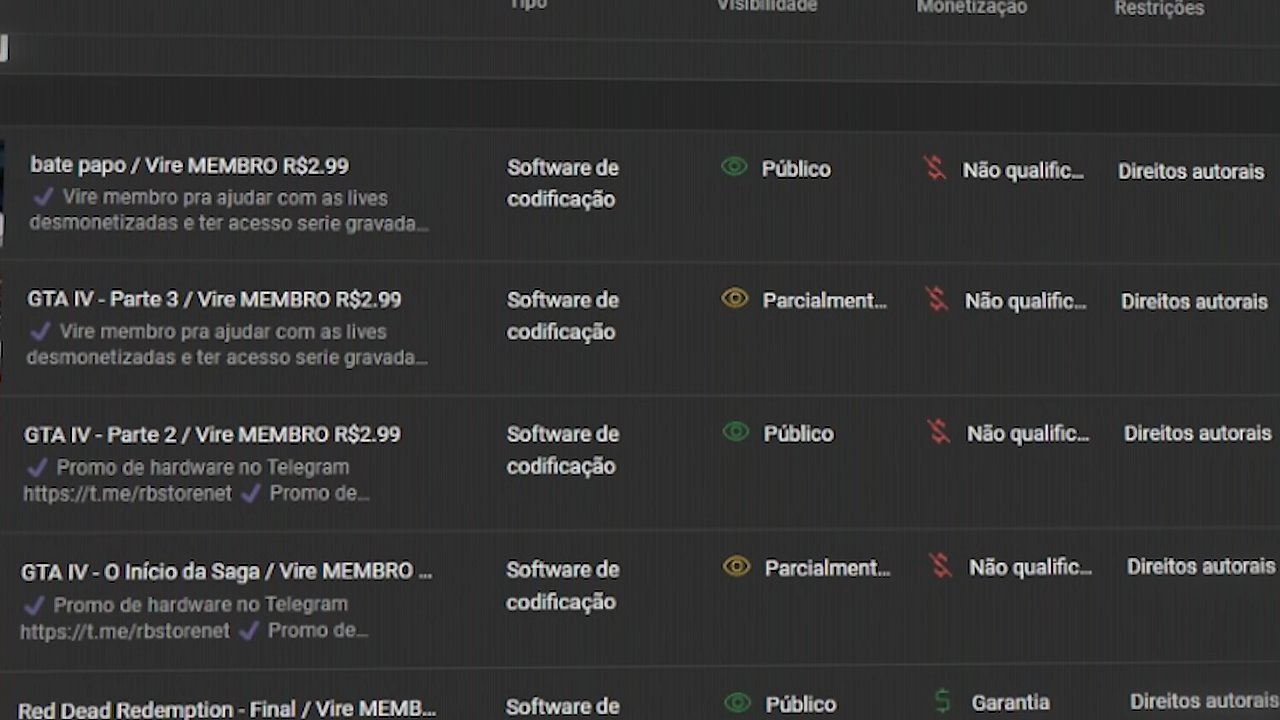 Tipo Visibilidade Monetização Restrições
bate papo / Vire MEMBRO R$2.99 Software de codificação Público Não qualific... Direitos autorais
✓ Vire membro pra ajudar com as lives
desmonetizadas e ter acesso serie gravada...
GTA IV - Parte 3 / Vire MEMBRO R$2.99 Software de codificação Parcialment... Não qualific... Direitos autorais
✓ Vire membro pra ajudar com as lives
desmonetizadas e ter acesso serie gravada...
GTA IV - Parte 2 / Vire MEMBRO R$2.99 Software de codificação Público Não qualific... Direitos autorais
✓ Promo de hardware no Telegram
https://t.me/rbstorenet ✓ Promo de...
GTA IV - O Início da Saga / Vire MEMBRO ... Software de codificação Parcialment... Não qualific... Direitos autorais
✓ Promo de hardware no Telegram
https://t.me/rbstorenet ✓ Promo de...
Red Dead Redemption - Final / Vire MEMB... Software de Público Garantia Direitos autorais